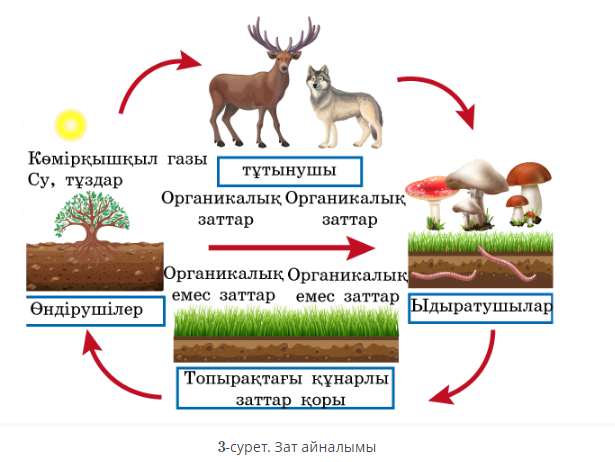 Көмірқышқыл газы
Су, тұздар
тұтынушы
Органикалық Органикалық
заттар заттар
Органикалық Органикалық
емес заттар емес заттар
Өндірушілер
Ыдыратушылар
Топырақтағы құнарлы
заттар қоры
3-сурет. Зат айналымы